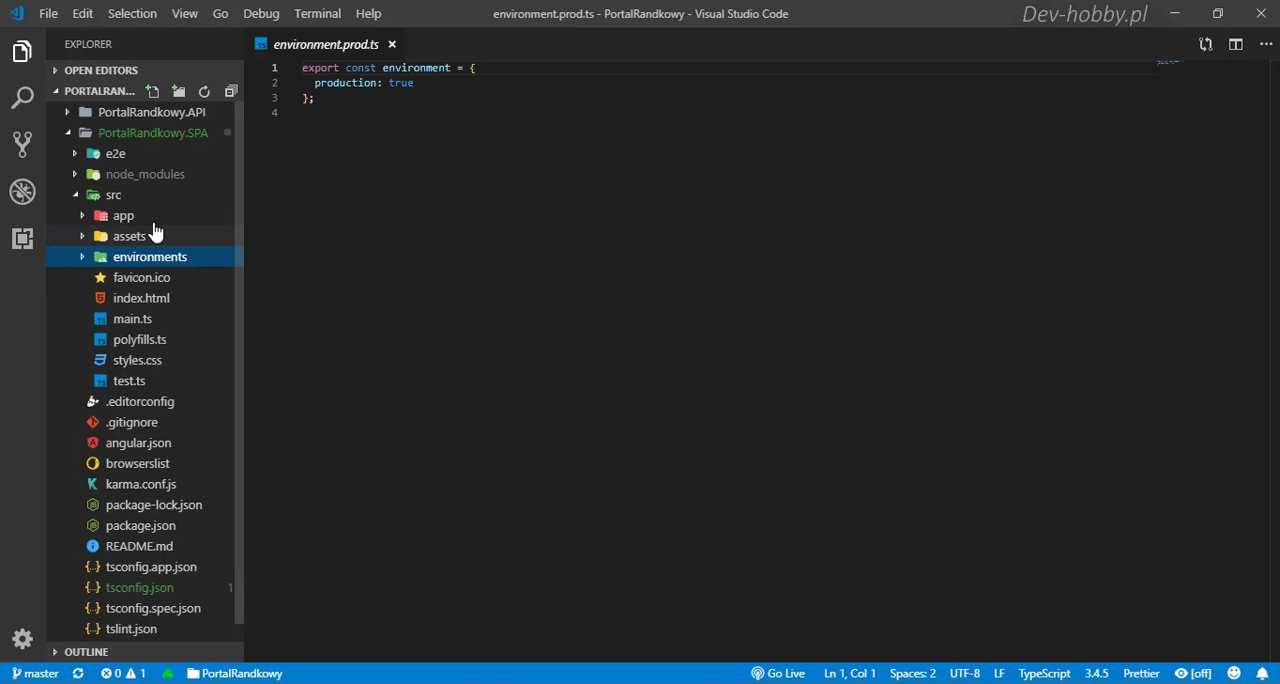 File Edit Selection View Go Debug Terminal Help
environment.prod.ts - PortalRandkowy - Visual Studio Code
Dev-hobby.pl
EXPLORER
OPEN EDITORS
PORTALRAN...
PortalRandkowy.API
PortalRandkowy.SPA
e2e
node_modules
src
app
assets
environments
favicon.ico
index.html
main.ts
polyfills.ts
styles.css
test.ts
.editorconfig
.gitignore
angular.json
browserslist
karma.conf.js
package-lock.json
package.json
README.md
tsconfig.app.json
tsconfig.json 1
tsconfig.spec.json
tslint.json
OUTLINE
environment.prod.ts
1 export const environment = {
2 production: true
3 };
4
master 0 1 PortalRandkowy Go Live Ln 1, Col 1 Spaces: 2 UTF-8 LF TypeScript 3.4.5 Prettier [off]